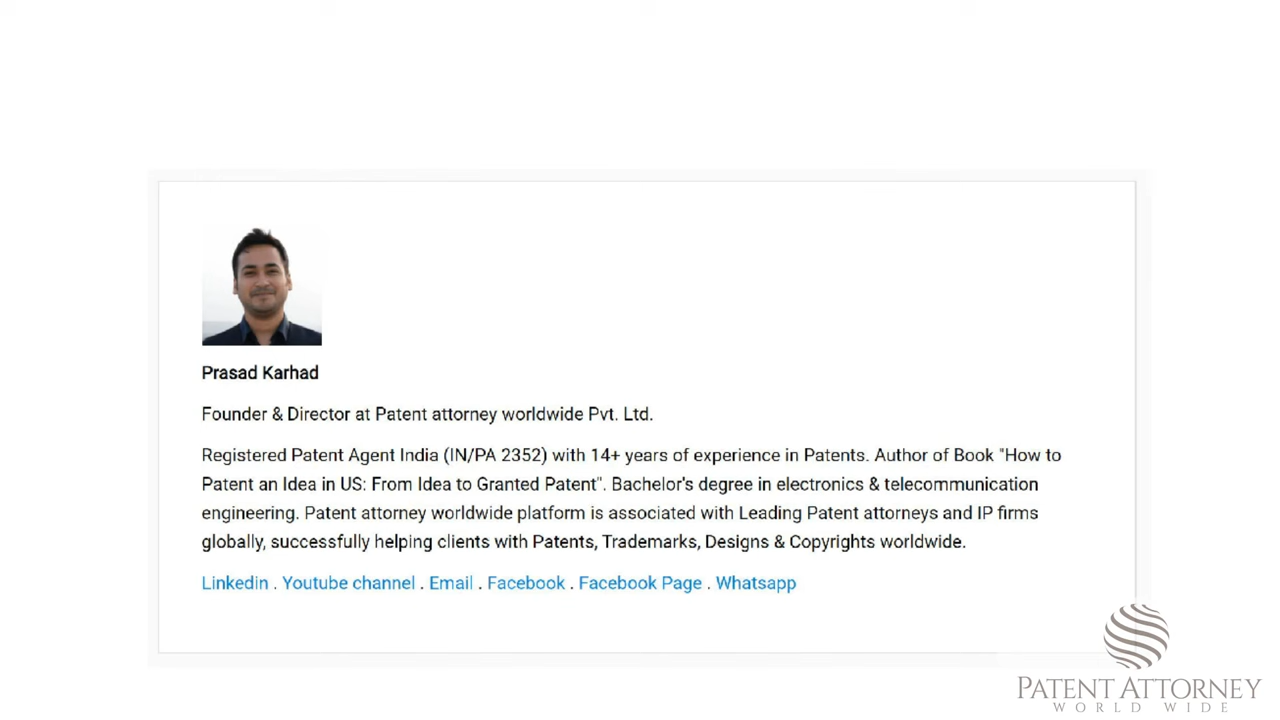 Prasad Karhad
Founder & Director at Patent attorney worldwide Pvt. Ltd.
Registered Patent Agent India (IN/PA 2352) with 14+ years of experience in Patents. Author of Book "How to
Patent an Idea in US: From Idea to Granted Patent". Bachelor's degree in electronics & telecommunication
engineering. Patent attorney worldwide platform is associated with Leading Patent attorneys and IP firms
globally, successfully helping clients with Patents, Trademarks, Designs & Copyrights worldwide.
Linkedin . Youtube channel . Email . Facebook . Facebook Page . Whatsapp
PATENT ATTORNEY
WORLD WIDE